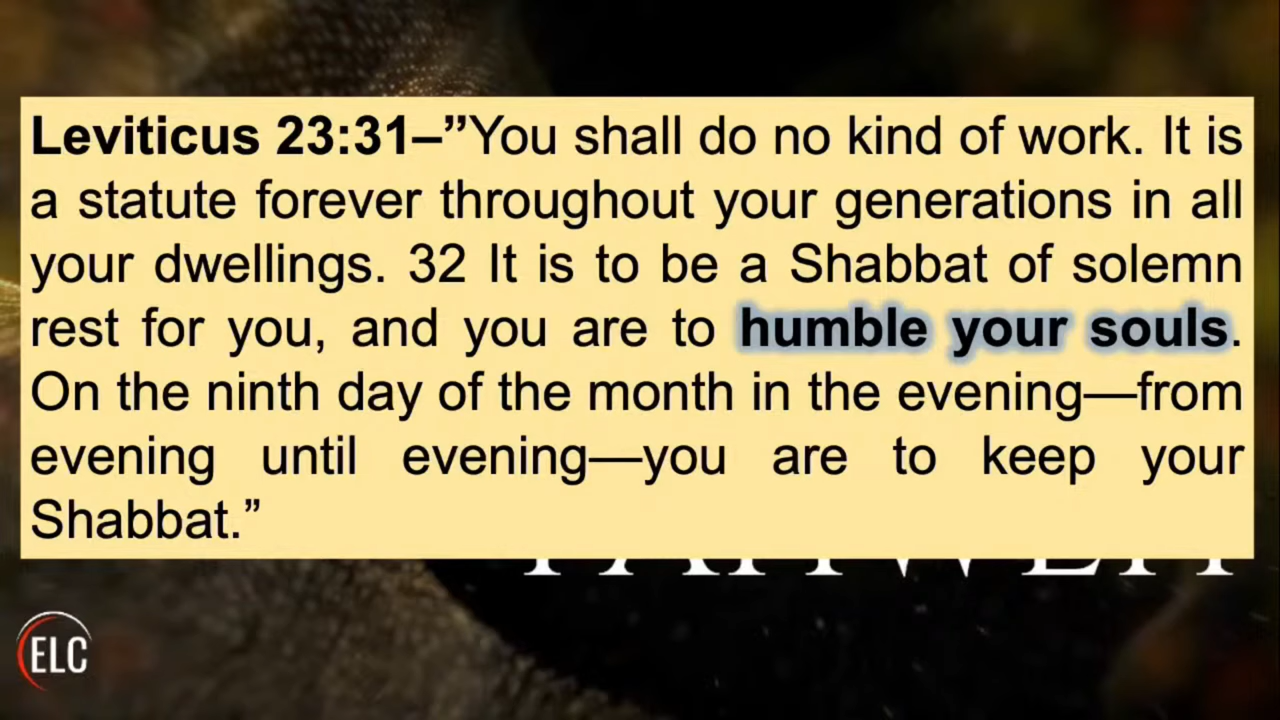 Leviticus 23:31–”You shall do no kind of work. It is
a statute forever throughout your generations in all
your dwellings. 32 It is to be a Shabbat of solemn
rest for you, and you are to humble your souls.
On the ninth day of the month in the evening—from
evening until evening—you are to keep your
Shabbat.”
ELC